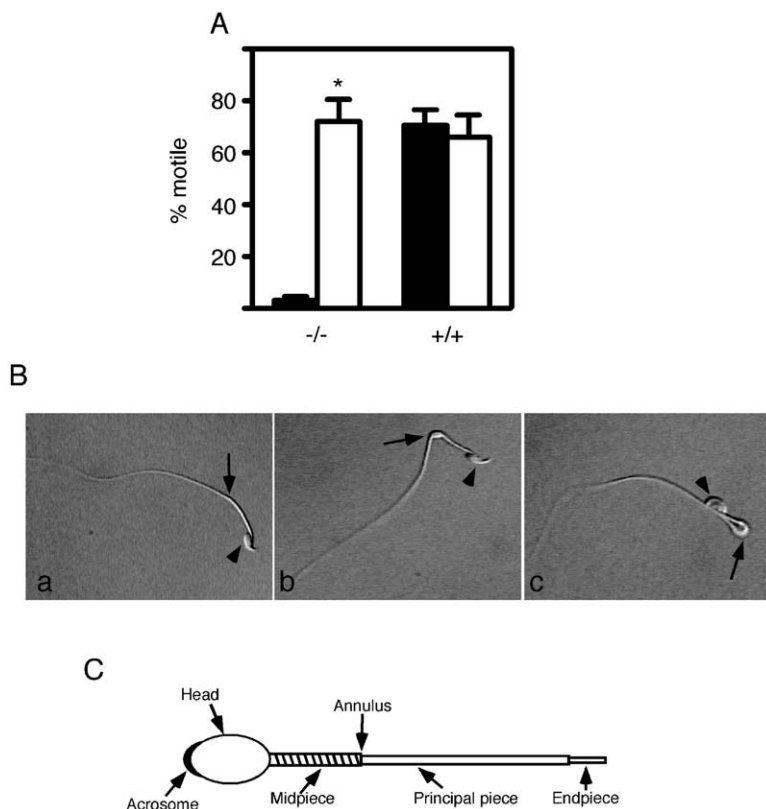 A
% motile
*
80
60
40
20
-/- +/+
B
a b c
C
Head
Annulus
Acrosome Midpiece Principal piece Endpiece